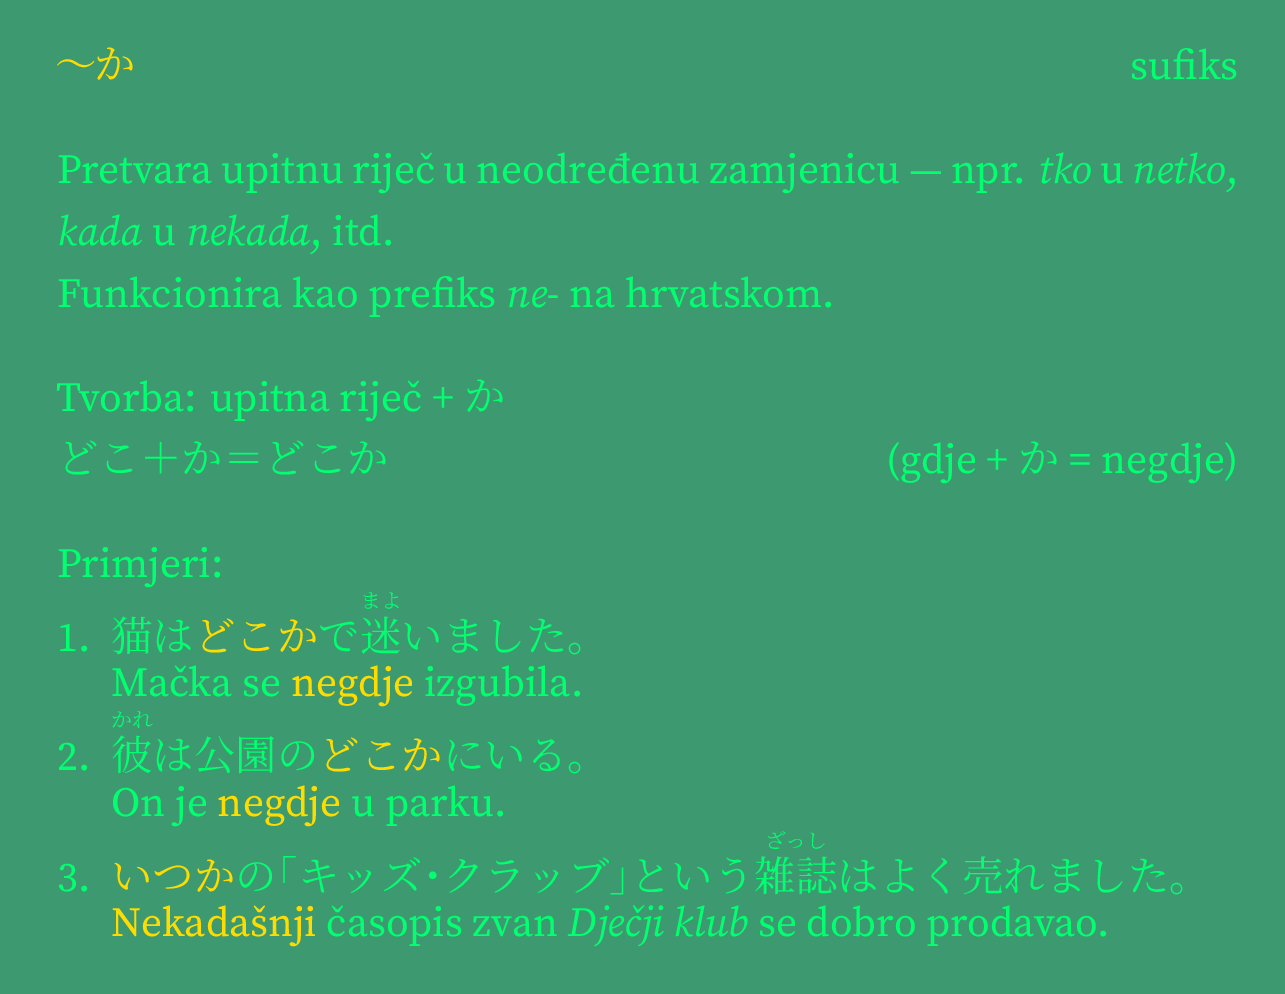 ～か sufiks
Pretvara upitnu riječ u neodređenu zamjenicu — npr. tko u netko,
kada u nekada, itd.
Funkcionira kao prefiks ne- na hrvatskom.
Tvorba: upitna riječ + か
どこ＋か＝どこか (gdje + か = negdje)
Primjeri:
まよ
1. 猫はどこかで迷いました。
Mačka se negdje izgubila.
かれ
2. 彼は公園のどこかにいる。
On je negdje u parku.
ざっし
3. いつかの「キッズ・クラッブ」という雑誌はよく売れました。
Nekadašnji časopis zvan Dječji klub se dobro prodavao.